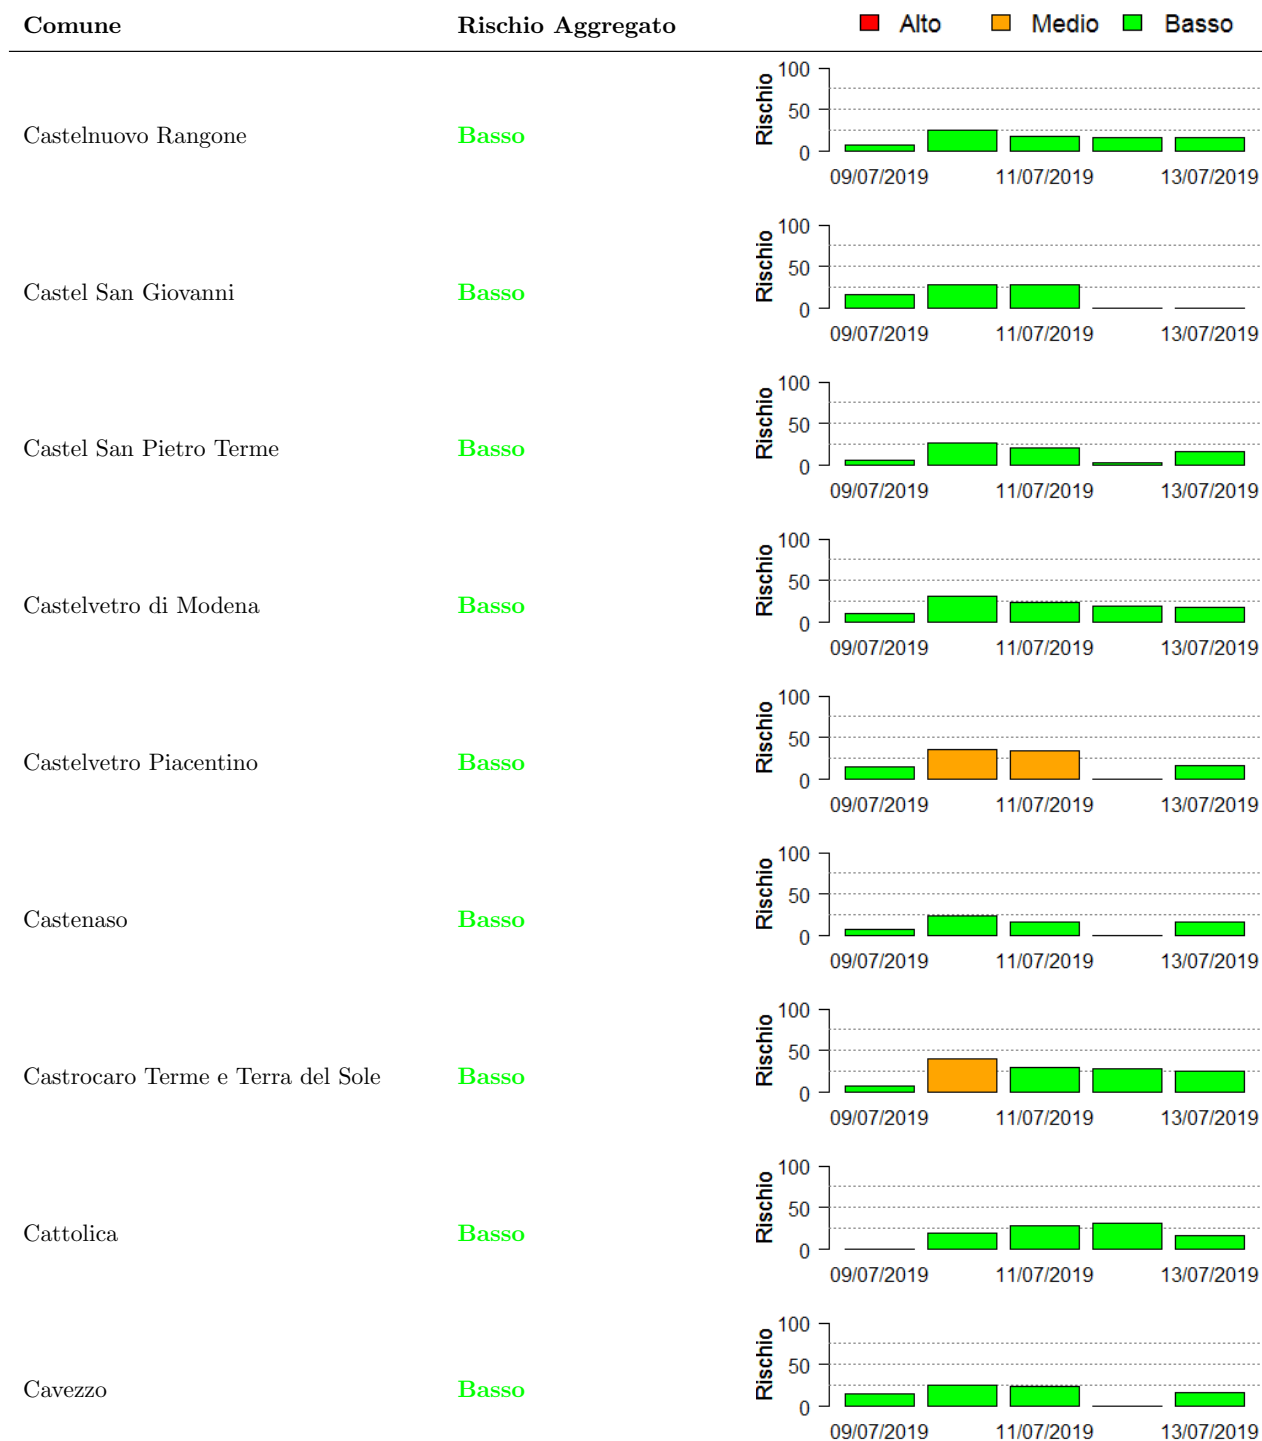 Comune Rischio Aggregato Alto Medio Basso
Castelnuovo Rangone Basso Rischio 100 50 0
09/07/2019 11/07/2019 13/07/2019
Castel San Giovanni Basso Rischio 100 50 0
09/07/2019 11/07/2019 13/07/2019
Castel San Pietro Terme Basso Rischio 100 50 0
09/07/2019 11/07/2019 13/07/2019
Castelvetro di Modena Basso Rischio 100 50 0
09/07/2019 11/07/2019 13/07/2019
Castelvetro Piacentino Basso Rischio 100 50 0
09/07/2019 11/07/2019 13/07/2019
Castenaso Basso Rischio 100 50 0
09/07/2019 11/07/2019 13/07/2019
Castrocaro Terme e Terra del Sole Basso Rischio 100 50 0
09/07/2019 11/07/2019 13/07/2019
Cattolica Basso Rischio 100 50 0
09/07/2019 11/07/2019 13/07/2019
Cavezzo Basso Rischio 100 50 0
09/07/2019 11/07/2019 13/07/2019